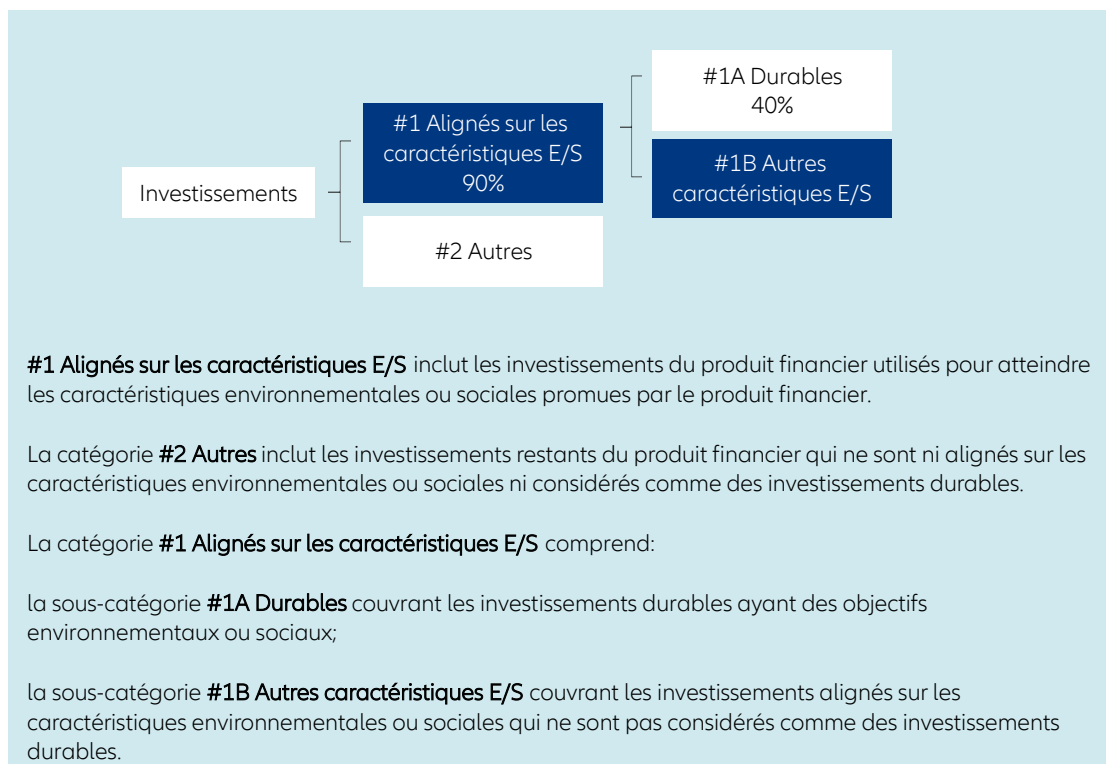 #1A Durables
40%
#1 Alignés sur les
caractéristiques E/S
90%
#1B Autres
caractéristiques E/S
Investissements
#2 Autres
#1 Alignés sur les caractéristiques E/S inclut les investissements du produit financier utilisés pour atteindre
les caractéristiques environnementales ou sociales promues par le produit financier.
La catégorie #2 Autres inclut les investissements restants du produit financier qui ne sont ni alignés sur les
caractéristiques environnementales ou sociales ni considérés comme des investissements durables.
La catégorie #1 Alignés sur les caractéristiques E/S comprend:
la sous-catégorie #1A Durables couvrant les investissements durables ayant des objectifs
environnementaux ou sociaux;
la sous-catégorie #1B Autres caractéristiques E/S couvrant les investissements alignés sur les
caractéristiques environnementales ou sociales qui ne sont pas considérés comme des investissements
durables.